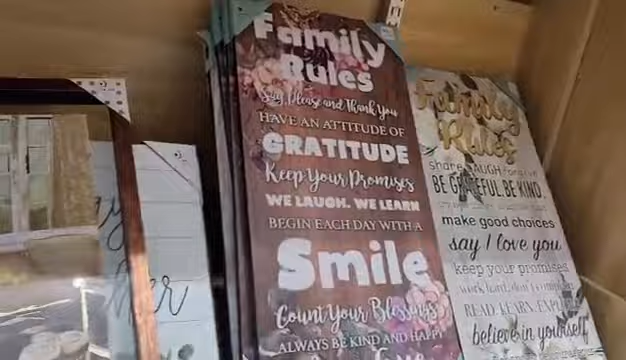 Family
Rules
Say, Please and Thank You
HAVE AN ATTITUDE OF
GRATITUDE
Keep Your Promises
WE LAUGH. WE LEARN
BEGIN EACH DAY WITH A
Smile
Count Your Blessings
ALWAYS BE KIND AND HAPPY
Family
Rules
share LAUGH forgive
BE GRATEFUL. BE KIND
make good choices
say I love you
keep your promises
work hard, don't complain
READ. LEARN. EXPLORE
believe in yourself